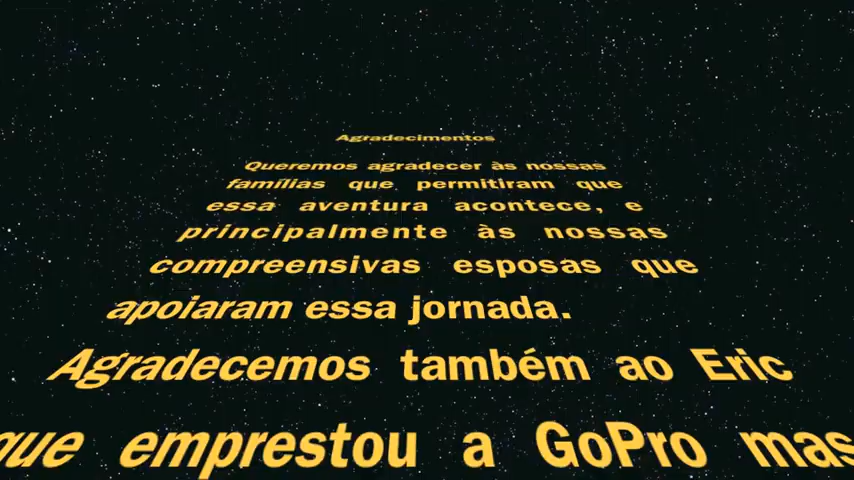 Agradecimentos
Queremos agradecer às nossas
famílias que permitiram que
essa aventura acontece, e
principalmente às nossas
compreensivas esposas que
apoiaram essa jornada.
Agradecemos também ao Eric
que emprestou a GoPro mas